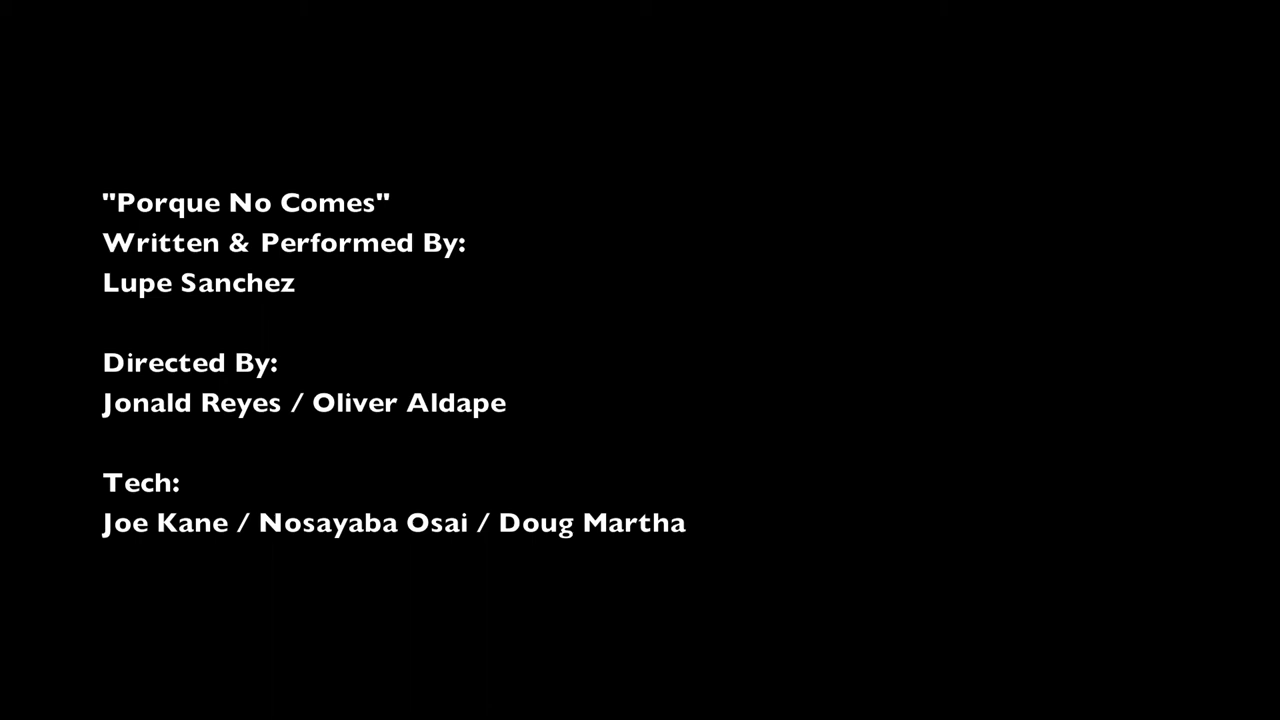 "Porque No Comes"
Written & Performed By:
Lupe Sanchez
Directed By:
Jonald Reyes / Oliver Aldape
Tech:
Joe Kane / Nosayaba Osai / Doug Martha